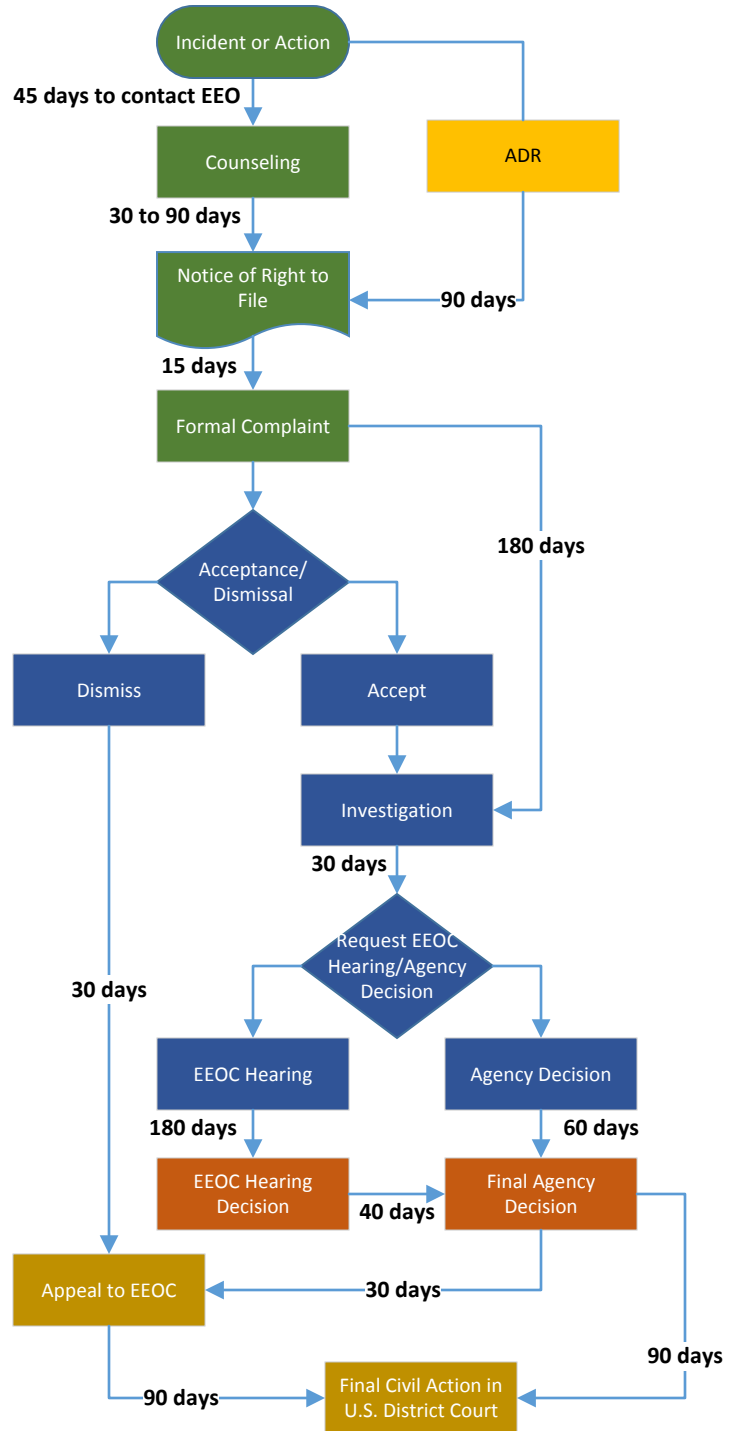 Incident or Action
45 days to contact EEO
ADR
Counseling
30 to 90 days
Notice of Right to
File
90 days
15 days
Formal Complaint
180 days
Acceptance/
Dismissal
Dismiss
Accept
Investigation
30 days
Request EEOC
Hearing/Agency
Decision
30 days
EEOC Hearing
Agency Decision
180 days
60 days
EEOC Hearing
Decision
40 days
Final Agency
Decision
Appeal to EEOC
30 days
90 days
90 days
Final Civil Action in
U.S. District Court